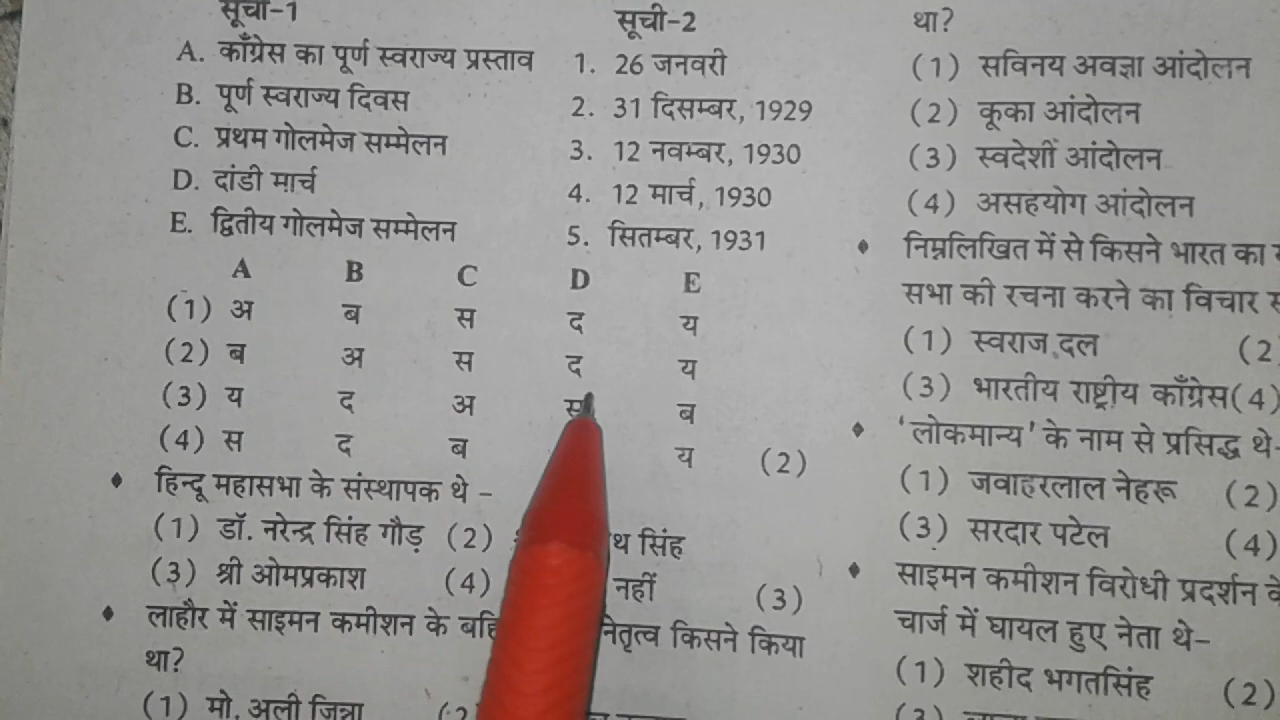 सूची-1 सूची-2
A. काँग्रेस का पूर्ण स्वराज्य प्रस्ताव 1. 26 जनवरी
B. पूर्ण स्वराज्य दिवस 2. 31 दिसम्बर, 1929
C. प्रथम गोलमेज सम्मेलन 3. 12 नवम्बर, 1930
D. दांडी मार्च 4. 12 मार्च, 1930
E. द्वितीय गोलमेज सम्मेलन 5. सितम्बर, 1931
A B C D E
(1) अ ब स द य
(2) ब अ स द य
(3) य द अ स ब
(4) स द ब य (2)
♦ हिन्दू महासभा के संस्थापक थे -
(1) डॉ. नरेन्द्र सिंह गौड़ (2) सिंह
(3) श्री ओमप्रकाश (4) नहीं (3)
♦ लाहौर में साइमन कमीशन के नेतृत्व किसने किया
था?
(1) मो. अली जिन्ना (2)
था?
(1) सविनय अवज्ञा आंदोलन
(2) कूका आंदोलन
(3) स्वदेशी आंदोलन
(4) असहयोग आंदोलन
♦ निम्नलिखित में से किसने भारत का
सभा की रचना करने का विचार
(1) स्वराज दल (2
(3) भारतीय राष्ट्रीय काँग्रेस(4)
♦ 'लोकमान्य' के नाम से प्रसिद्ध थे-
(1) जवाहरलाल नेहरू (2)
(3) सरदार पटेल (4)
♦ साइमन कमीशन विरोधी प्रदर्शन के
चार्ज में घायल हुए नेता थे-
(1) शहीद भगतसिंह (2)